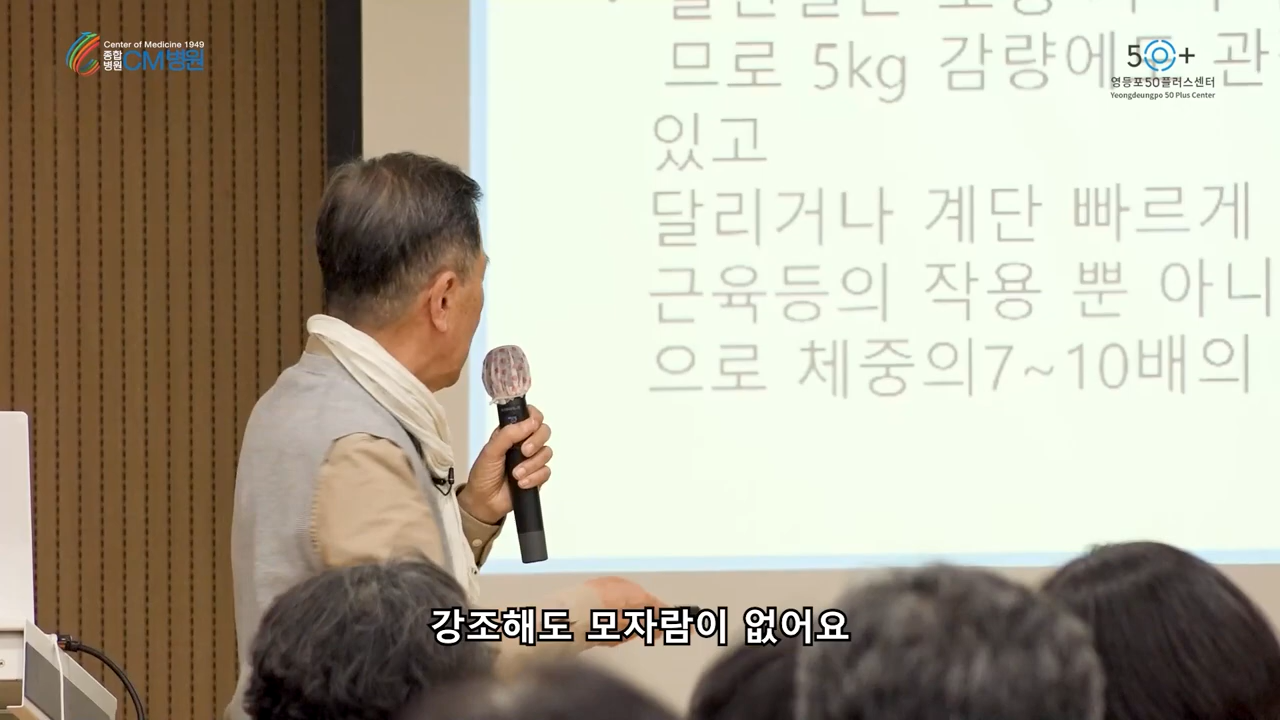 Center of Medicine 1949
종합
병원
CM병원
50+
영등포50플러스센터
Yeongdeungpo 50 Plus Center
므로 5kg 감량에도 관
있고
달리거나 계단 빠르게
근육등의 작용 뿐 아니
으로 체중의7~10배의
강조해도 모자람이 없어요